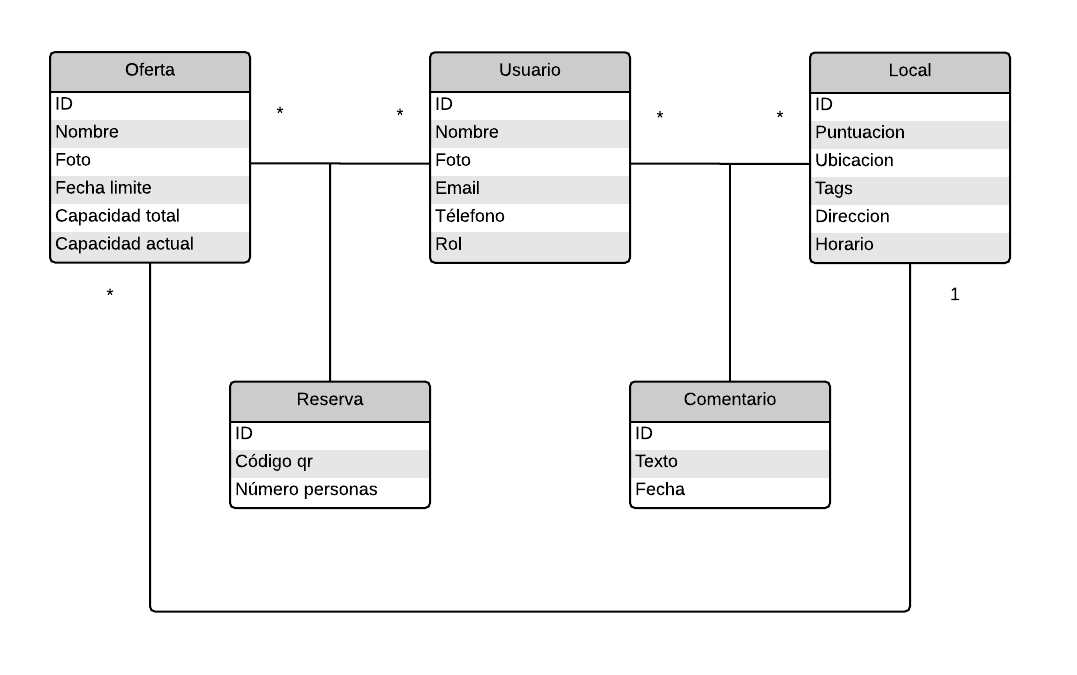 Oferta
ID
Nombre
Foto
Fecha limite
Capacidad total
Capacidad actual
*
*
Usuario
ID
Nombre
Foto
Email
Télefono
Rol
*
*
Local
ID
Puntuacion
Ubicacion
Tags
Direccion
Horario
*
1
Reserva
ID
Código qr
Número personas
Comentario
ID
Texto
Fecha